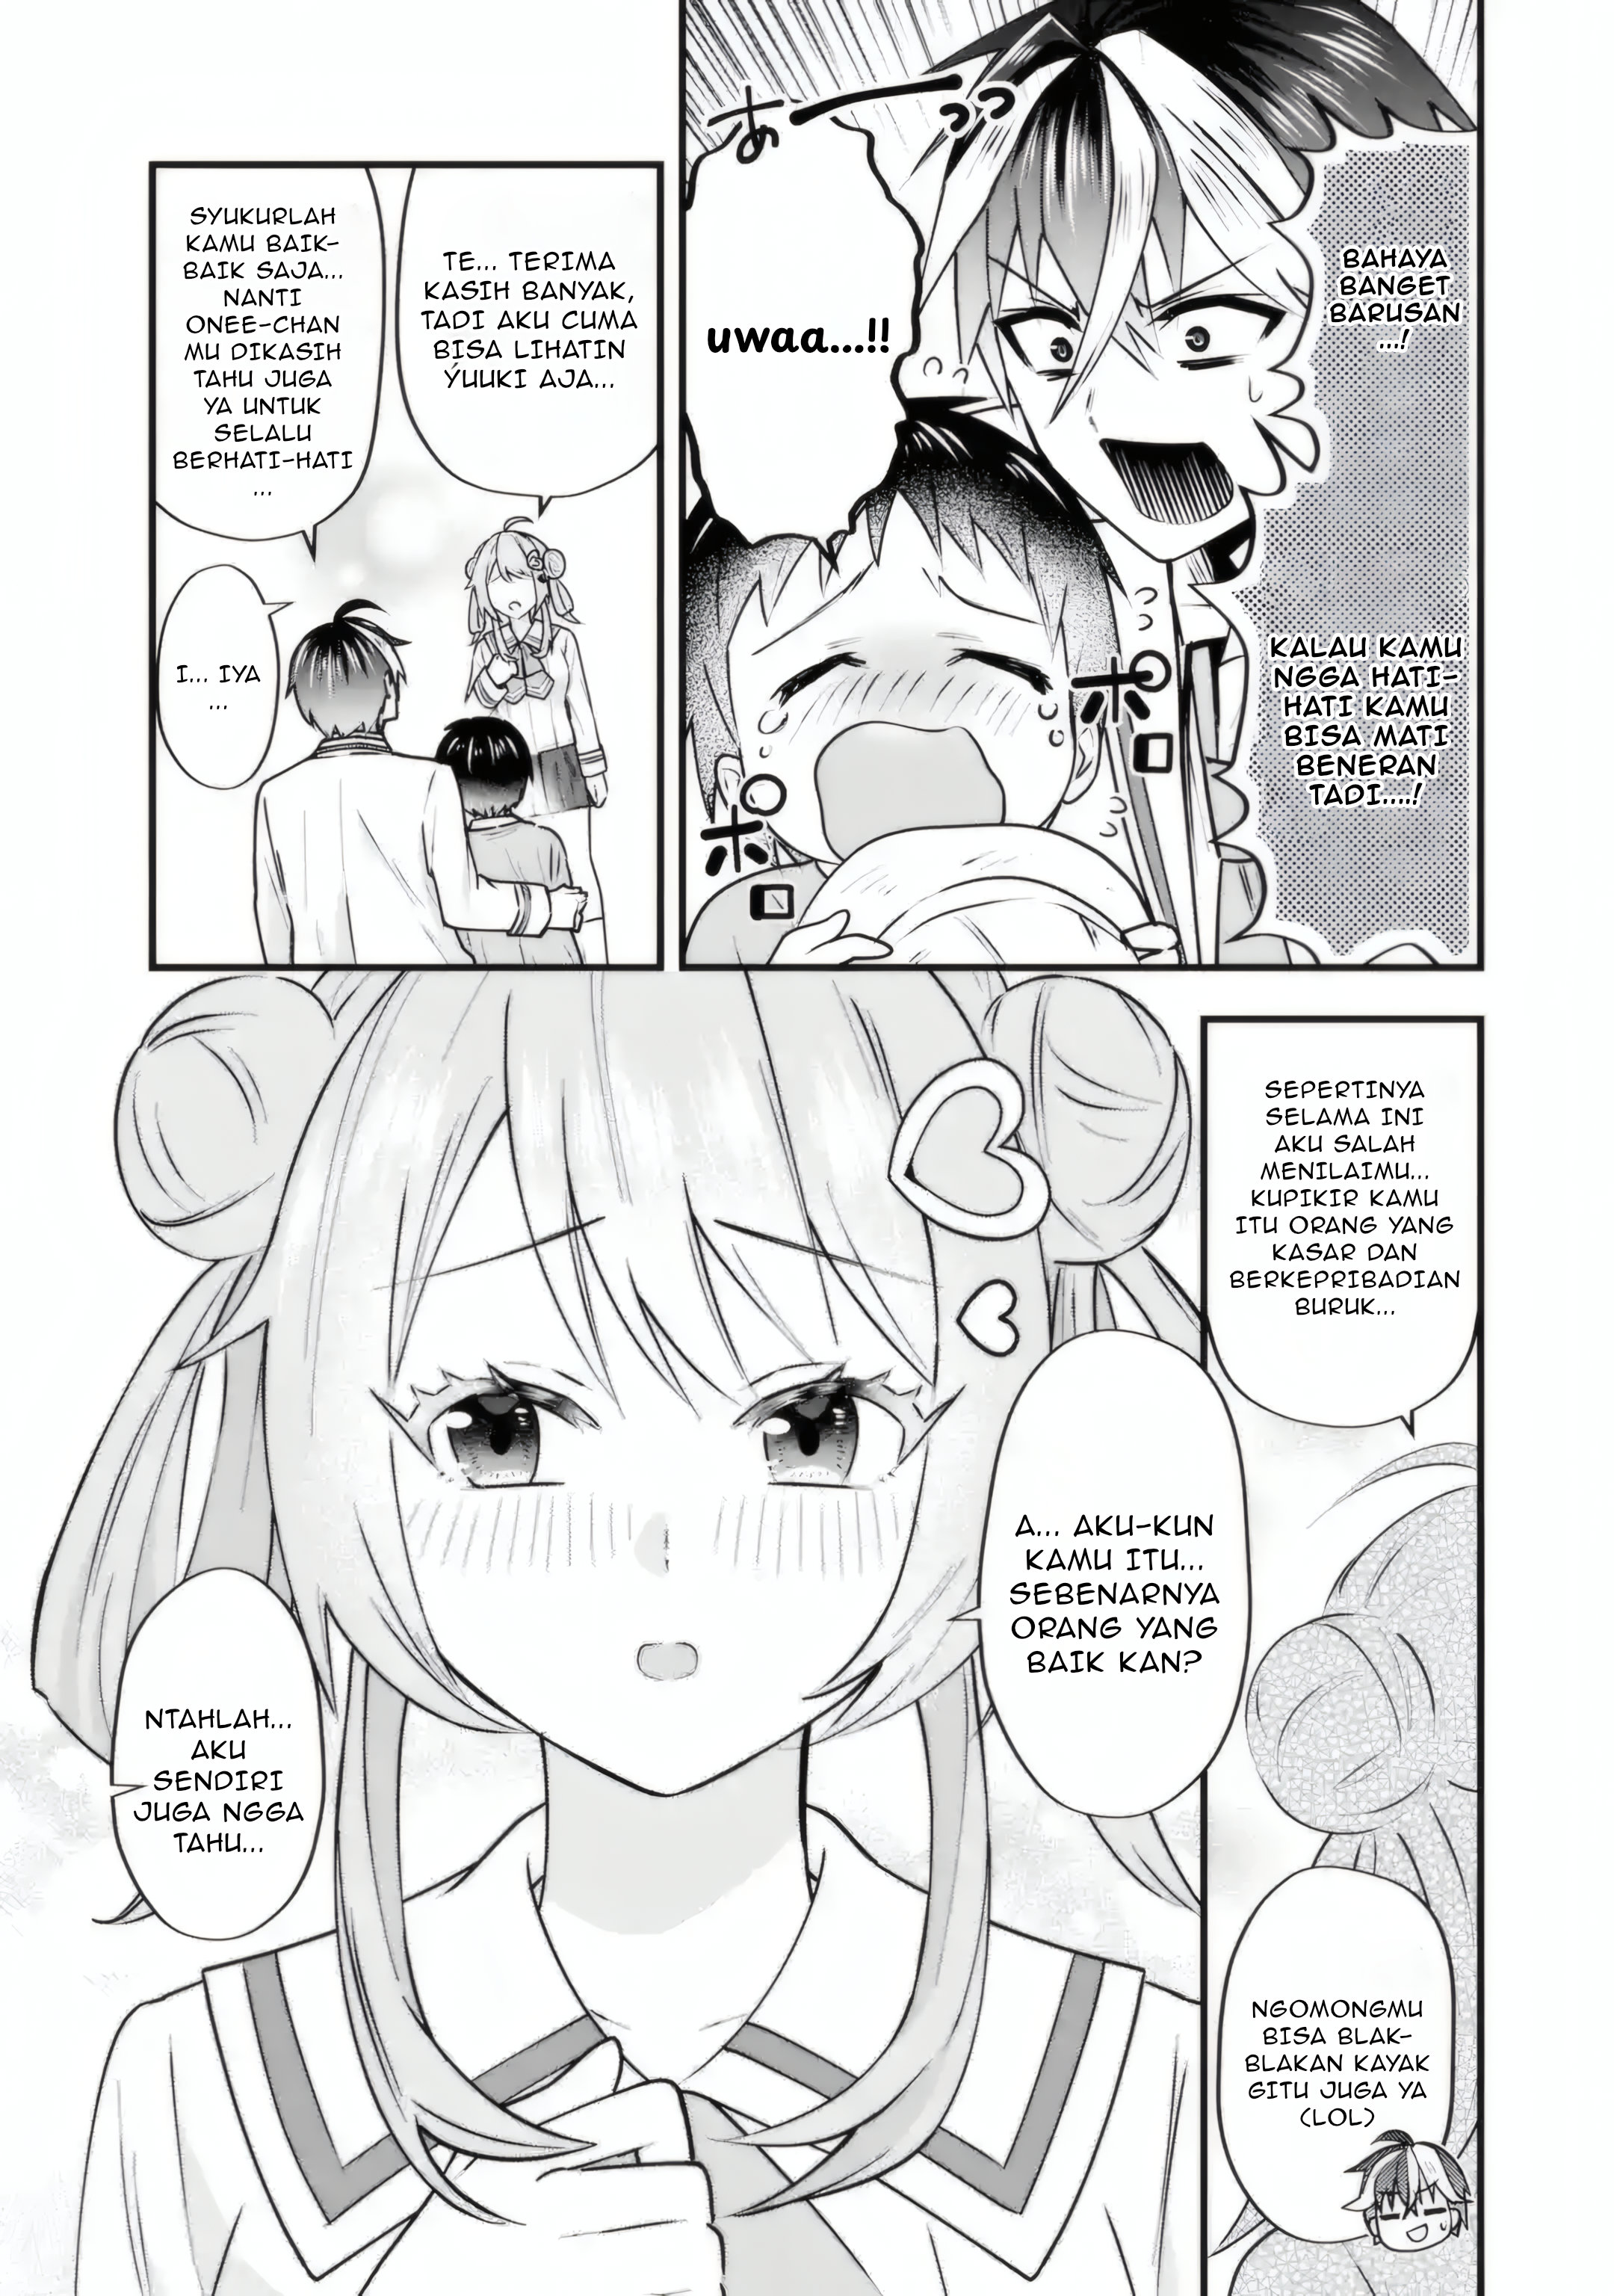 BAHAYA
BANGET
BARUSAN
...!
あーっっ
uwaa...!!
KALAU KAMU
NGGA HATI-
HATI KAMU
BISA MATI
BENERAN
TADI....!
ポロ
ポロ
TE... TERIMA
KASIH BANYAK,
TADI AKU CUMA
BISA LIHATIN
ÝUUKI AJA...
SYUKURLAH
KAMU BAIK-
BAIK SAJA...
NANTI
ONEE-CHAN
MU DIKASIH
TAHU JUGA
YA UNTUK
SELALU
BERHATI-HATI
...
I... IYA
...
SEPERTINYA
SELAMA INI
AKU SALAH
MENILAIMU...
KUPIKIR KAMU
ITU ORANG YANG
KASAR DAN
BERKEPRIBADIAN
BURUK...
NGOMONGMU
BISA BLAK-
BLAKAN KAYAK
GITU JUGA YA
(LOL)
A... AKU-KUN
KAMU ITU...
SEBENARNYA
ORANG YANG
BAIK KAN?
NTAHLAH...
AKU
SENDIRI
JUGA NGGA
TAHU...